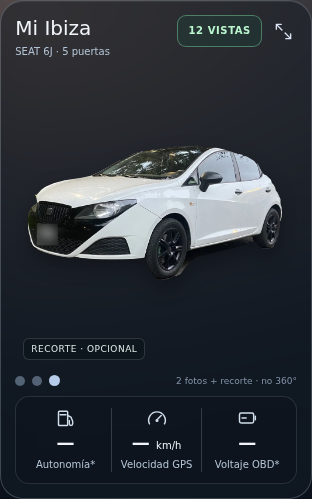 Mi Ibiza
12 VISTAS
SEAT 6J · 5 puertas
RECORTE · OPCIONAL
2 fotos + recorte · no 360°
— — km/h —
Autonomía* Velocidad GPS Voltaje OBD*